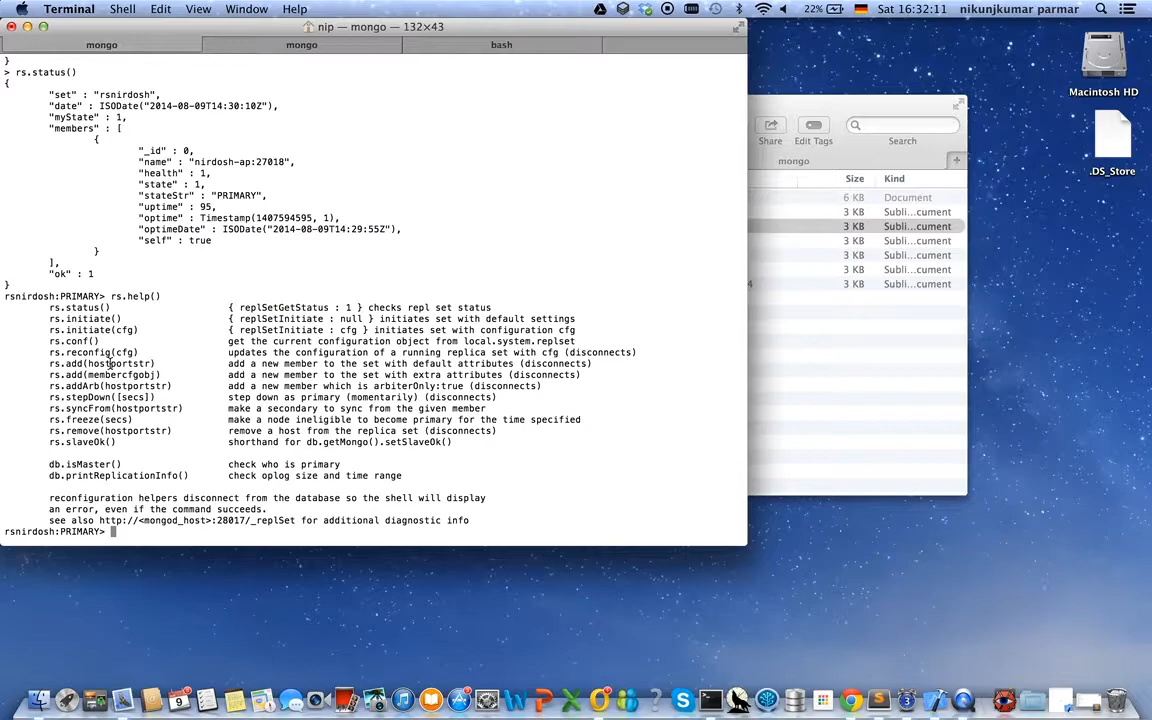 Terminal Shell Edit View Window Help 22% Sat 16:32:11 nikunjkumar parmar
nip — mongo — 132×43
mongo mongo bash
}
> rs.status()
{
"set" : "rsnirdosh",
"date" : ISODate("2014-08-09T14:30:10Z"),
"myState" : 1,
"members" : [
{
"_id" : 0,
"name" : "nirdosh-ap:27018",
"health" : 1,
"state" : 1,
"stateStr" : "PRIMARY",
"uptime" : 95,
"optime" : Timestamp(1407594595, 1),
"optimeDate" : ISODate("2014-08-09T14:29:55Z"),
"self" : true
}
],
"ok" : 1
}
rsnirdosh:PRIMARY> rs.help()
rs.status() { replSetGetStatus : 1 } checks repl set status
rs.initiate() { replSetInitiate : null } initiates set with default settings
rs.initiate(cfg) { replSetInitiate : cfg } initiates set with configuration cfg
rs.conf() get the current configuration object from local.system.replset
rs.reconfig(cfg) updates the configuration of a running replica set with cfg (disconnects)
rs.add(hostportstr) add a new member to the set with default attributes (disconnects)
rs.add(membercfgobj) add a new member to the set with extra attributes (disconnects)
rs.addArb(hostportstr) add a new member which is arbiterOnly:true (disconnects)
rs.stepDown([secs]) step down as primary (momentarily) (disconnects)
rs.syncFrom(hostportstr) make a secondary to sync from the given member
rs.freeze(secs) make a node ineligible to become primary for the time specified
rs.remove(hostportstr) remove a host from the replica set (disconnects)
rs.slaveOk() shorthand for db.getMongo().setSlaveOk()
db.isMaster() check who is primary
db.printReplicationInfo() check oplog size and time range
reconfiguration helpers disconnect from the database so the shell will display
an error, even if the command succeeds.
see also http://<mongod_host>:28017/_replSet for additional diagnostic info
rsnirdosh:PRIMARY>
Search
Share Edit Tags Search
mongo +
Size Kind
6 KB Document
3 KB Subli...cument
3 KB Subli...cument
3 KB Subli...cument
3 KB Subli...cument
3 KB Subli...cument
4 3 KB Subli...cument
Macintosh HD
.DS_Store